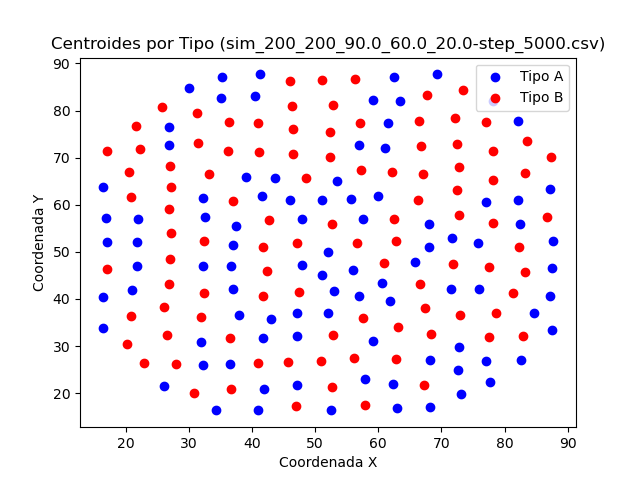 Centroides por Tipo (sim_200_200_90.0_60.0_20.0-step_5000.csv)
Tipo A
Tipo B
90
80
70
60
50
40
30
20
Coordenada Y
20 30 40 50 60 70 80 90
Coordenada X